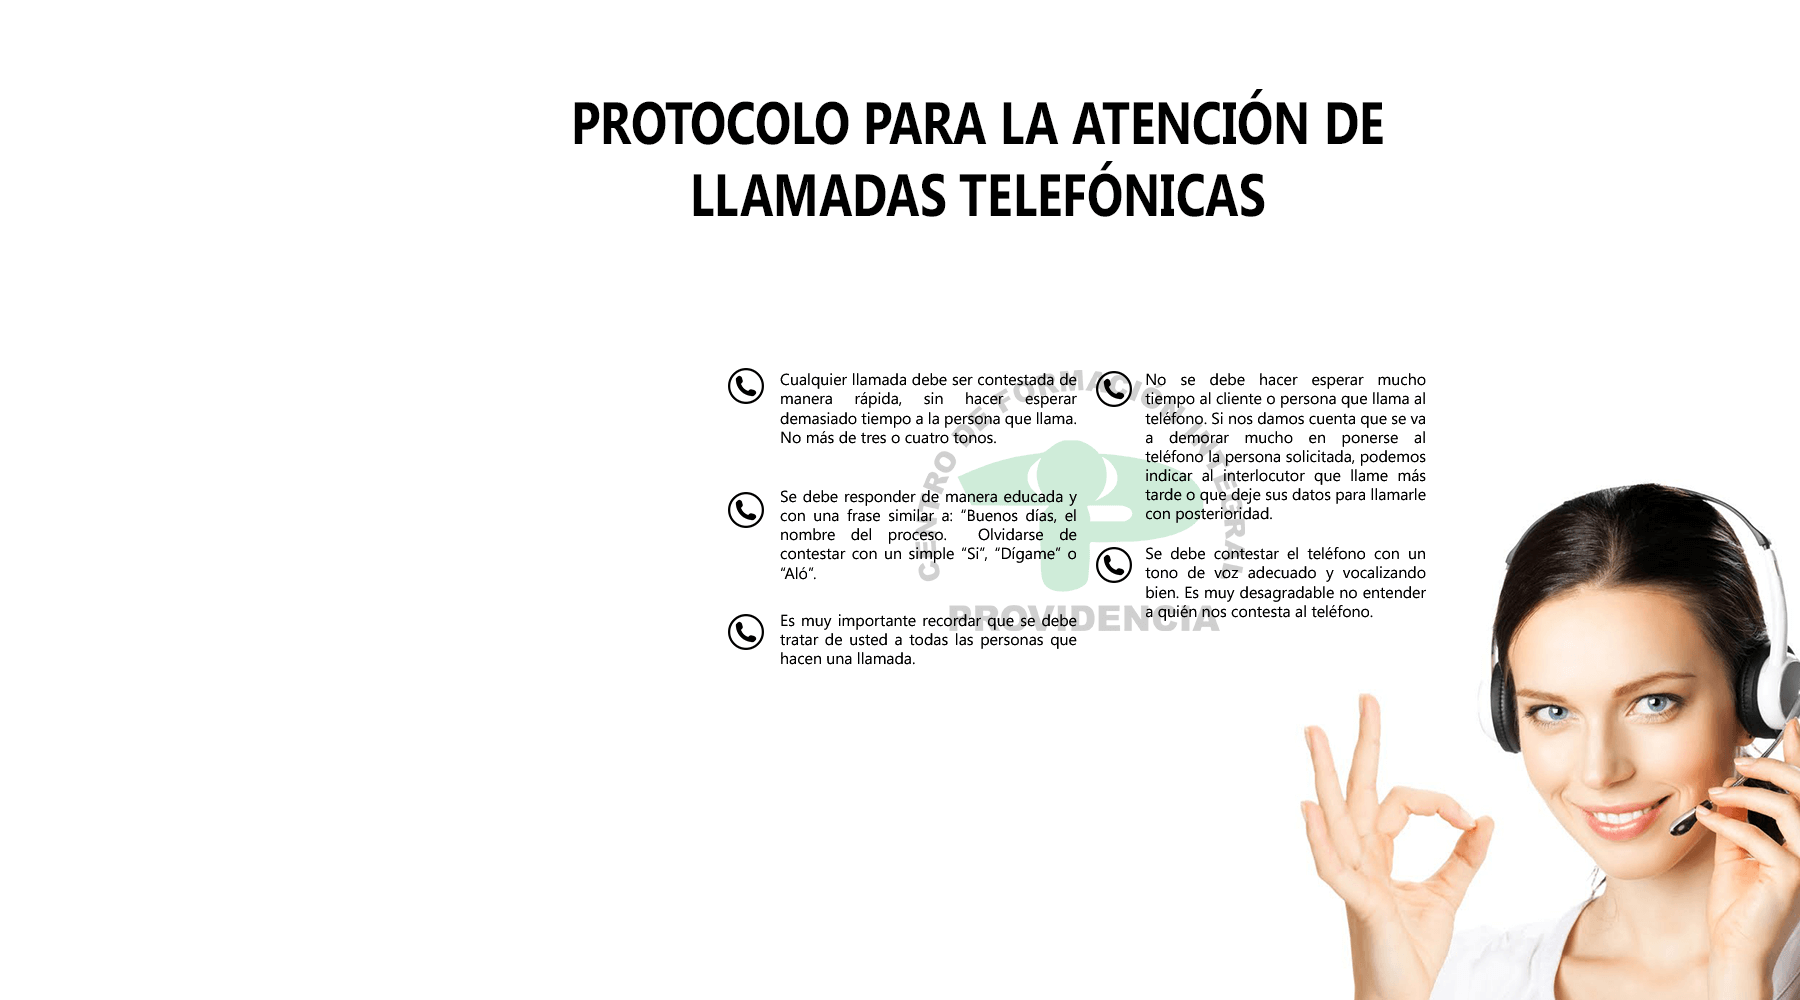 PROTOCOLO PARA LA ATENCIÓN DE
LLAMADAS TELEFÓNICAS
Cualquier llamada debe ser contestada de
manera rápida, sin hacer esperar
demasiado tiempo a la persona que llama.
No más de tres o cuatro tonos.
Se debe responder de manera educada y
con una frase similar a: “Buenos días, el
nombre del proceso. Olvidarse de
contestar con un simple “Si”, “Dígame” o
“Aló”.
Es muy importante recordar que se debe
tratar de usted a todas las personas que
hacen una llamada.
No se debe hacer esperar mucho
tiempo al cliente o persona que llama al
teléfono. Si nos damos cuenta que se va
a demorar mucho en ponerse al
teléfono la persona solicitada, podemos
indicar al interlocutor que llame más
tarde o que deje sus datos para llamarle
con posterioridad.
Se debe contestar el teléfono con un
tono de voz adecuado y vocalizando
bien. Es muy desagradable no entender
a quién nos contesta al teléfono.
CENTRO DE FORMACION INTEGRAL
PROVIDENCIA